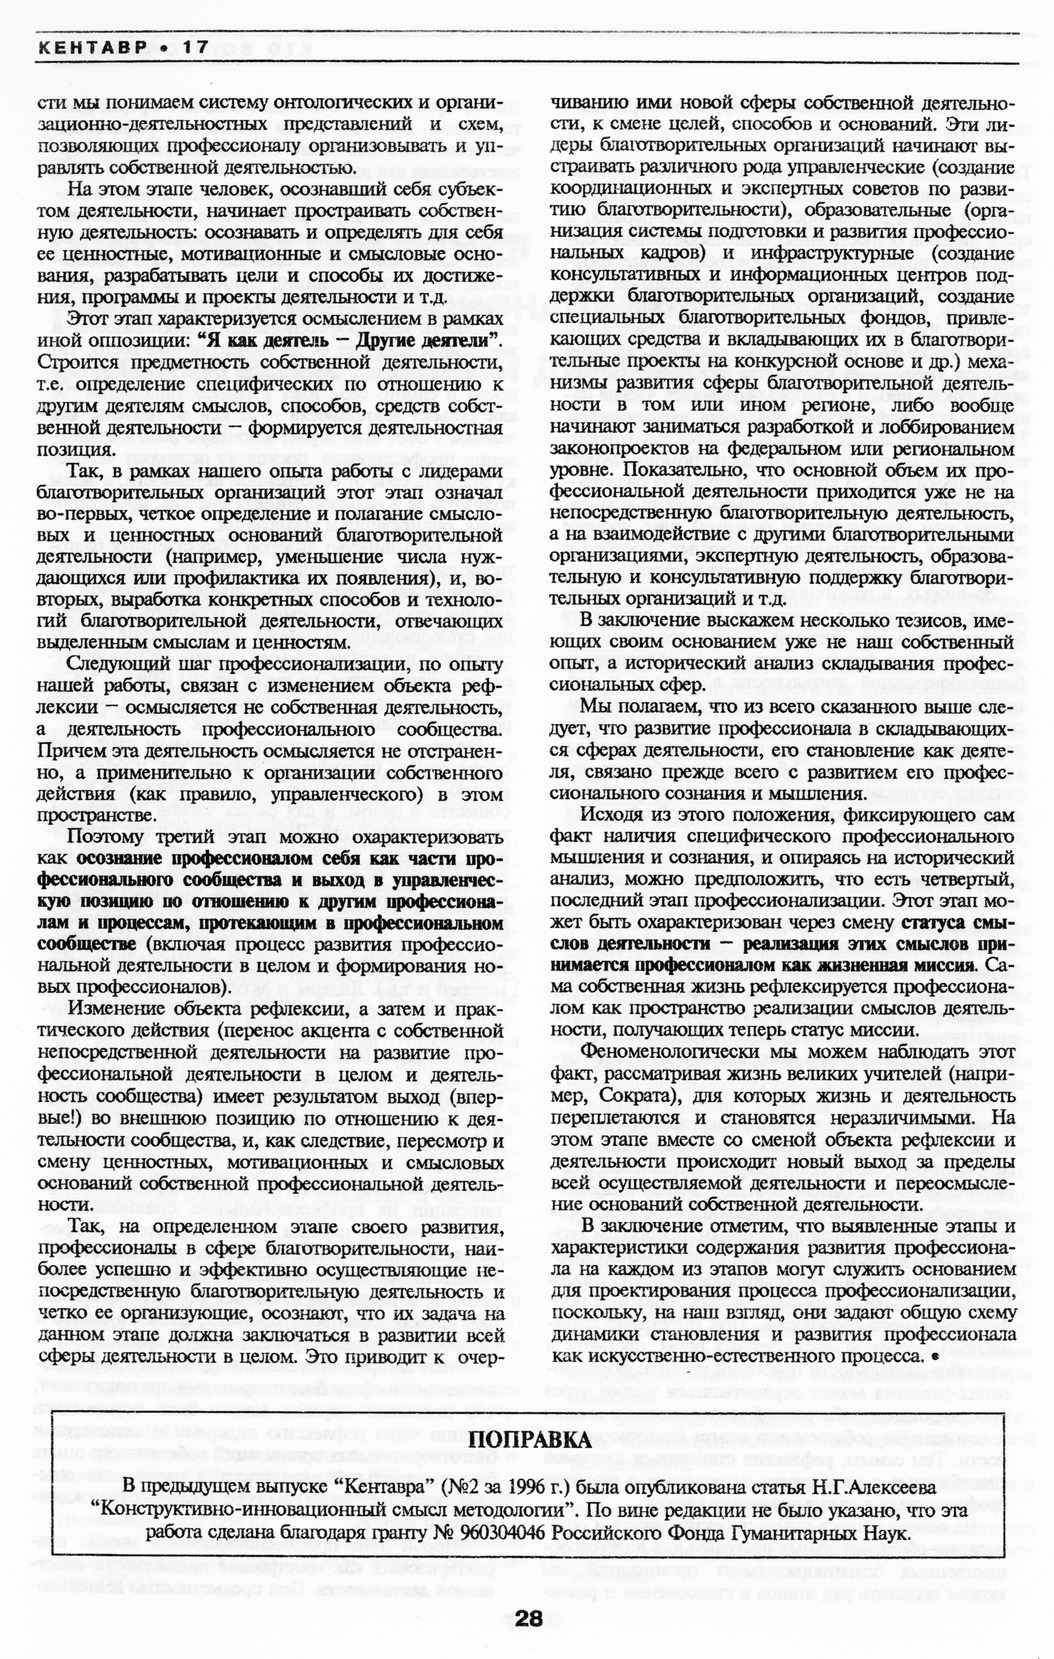 КЕНТАВР • 17
сти мы понимаем систему онтологических и органи-
зационно-деятельностных представлений и схем,
позволяющих профессионалу организовывать и уп-
равлять собственной деятельностью.
На этом этапе человек, осознавший себя субъек-
том деятельности, начинает простраивать собствен-
ную деятельность: осознавать и определять для себя
ее ценностные, мотивационные и смысловые осно-
вания, разрабатывать цели и способы их достиже-
ния, программы и проекты деятельности и т.д.
Этот этап характеризуется осмыслением в рамках
иной оппозиции: “Я как деятель — Другие деятели”.
Строится предметность собственной деятельности,
т.е. определение специфических по отношению к
другим деятелям смыслов, способов, средств собст-
венной деятельности — формируется деятельностная
позиция.
Так, в рамках нашего опыта работы с лидерами
благотворительных организаций этот этап означал
во-первых, четкое определение и полагание смысло-
вых и ценностных оснований благотворительной
деятельности (например, уменьшение числа нуж-
дающихся или профилактика их появления), и, во-
вторых, выработка конкретных способов и техноло-
гий благотворительной деятельности, отвечающих
выделенным смыслам и ценностям.
Следующий шаг профессионализации, по опыту
нашей работы, связан с изменением объекта реф-
лексии — осмысляется не собственная деятельность,
а деятельность профессионального сообщества.
Причем эта деятельность осмысляется не отстранен-
но, а применительно к организации собственного
действия (как правило, управленческого) в этом
пространстве.
Поэтому третий этап можно охарактеризовать
как осознание профессионалом себя как части про-
фессионального сообщества и выход в управленчес-
кую позицию по отношению к другим профессиона-
лам и процессам, протекающим в профессиональном
сообществе (включая процесс развития профессио-
нальной деятельности в целом и формирования но-
вых профессионалов).
Изменение объекта рефлексии, а затем и прак-
тического действия (перенос акцента с собственной
непосредственной деятельности на развитие про-
фессиональной деятельности в целом и деятель-
ность сообщества) имеет результатом выход (впер-
вые!) во внешнюю позицию по отношению к дея-
тельности сообщества, и, как следствие, пересмотр и
смену ценностных, мотивационных и смысловых
оснований собственной профессиональной деятель-
ности.
Так, на определенном этапе своего развития,
профессионалы в сфере благотворительности, наи-
более успешно и эффективно осуществляющие не-
посредственную благотворительную деятельность и
четко ее организующие, осознают, что их задача на
данном этапе должна заключаться в развитии всей
сферы деятельности в целом. Это приводит к очер-
чиванию ими новой сферы собственной деятельно-
сти, к смене целей, способов и оснований. Эти ли-
деры благотворительных организаций начинают вы-
страивать различного рода управленческие (создание
координационных и экспертных советов по разви-
тию благотворительности), образовательные (орга-
низация системы подготовки и развития профессио-
нальных кадров) и инфраструктурные (создание
консультативных и информационных центров под-
держки благотворительных организаций, создание
специальных благотворительных фондов, привле-
кающих средства и вкладывающих их в благотвори-
тельные проекты на конкурсной основе и др.) меха-
низмы развития сферы благотворительной деятель-
ности в том или ином регионе, либо вообще
начинают заниматься разработкой и лоббированием
законопроектов на федеральном или региональном
уровне. Показательно, что основной объем их про-
фессиональной деятельности приходится уже не на
непосредственную благотворительную деятельность,
а на взаимодействие с другими благотворительными
организациями, экспертную деятельность, образова-
тельную и консультативную поддержку благотвори-
тельных организаций и т.д.
В заключение выскажем несколько тезисов, име-
ющих своим основанием уже не наш собственный
опыт, а исторический анализ складывания профес-
сиональных сфер.
Мы полагаем, что из всего сказанного выше сле-
дует, что развитие профессионала в складывающих-
ся сферах деятельности, его становление как деяте-
ля, связано прежде всего с развитием его профес-
сионального сознания и мышления.
Исходя из этого положения, фиксирующего сам
факт наличия специфического профессионального
мышления и сознания, и опираясь на исторический
анализ, можно предположить, что есть четвертый,
последний этап профессионализации. Этот этап мо-
жет быть охарактеризован через смену статуса смы-
слов деятельности — реализация этих смыслов при-
нимается профессионалом как жизненная миссия. Са-
ма собственная жизнь рефлексируется профессиона-
лом как пространство реализации смыслов деятель-
ности, получающих теперь статус миссии.
Феноменологически мы можем наблюдать этот
факт, рассматривая жизнь великих учителей (напри-
мер, Сократа), для которых жизнь и деятельность
переплетаются и становятся неразличимыми. На
этом этапе вместе со сменой объекта рефлексии и
деятельности происходит новый выход за пределы
всей осуществляемой деятельности и переосмысле-
ние оснований собственной деятельности.
В заключение отметим, что выявленные этапы и
характеристики содержания развития профессиона-
ла на каждом из этапов могут служить основанием
для проектирования процесса профессионализации,
поскольку, на наш взгляд, они задают общую схему
динамики становления и развития профессионала
как искусственно-естественного процесса. •
ПОПРАВКА
В предыдущем выпуске “Кентавра” (№2 за 1996 г.) была опубликована статья Н.Г.Алексеева
“Конструктивно-инновационный смысл методологии”. По вине редакции не было указано, что эта
работа сделана благодаря гранту № 960304046 Российского Фонда Гуманитарных Наук.
28